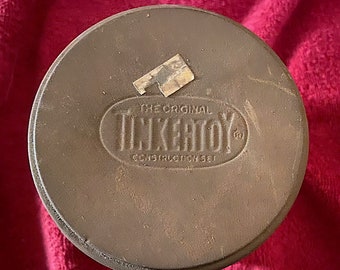 THE ORIGINAL
TINKERTOY ®
CONSTRUCTION SET